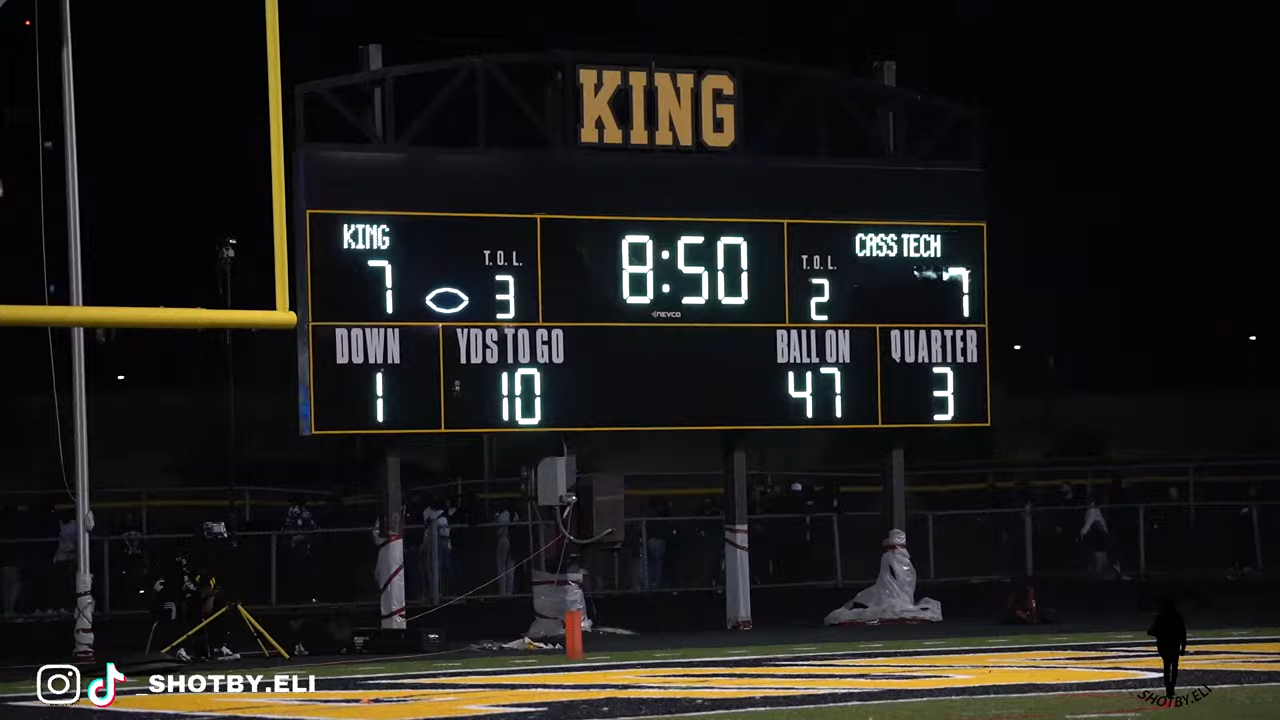 KING
KING
T. O. L.
7
3
8:50
NEVCO
CASS TECH
T. O. L.
2
7
DOWN
1
YDS TO GO
10
BALL ON
47
QUARTER
3
_SHOTBY.ELI
SHOTBY.ELI